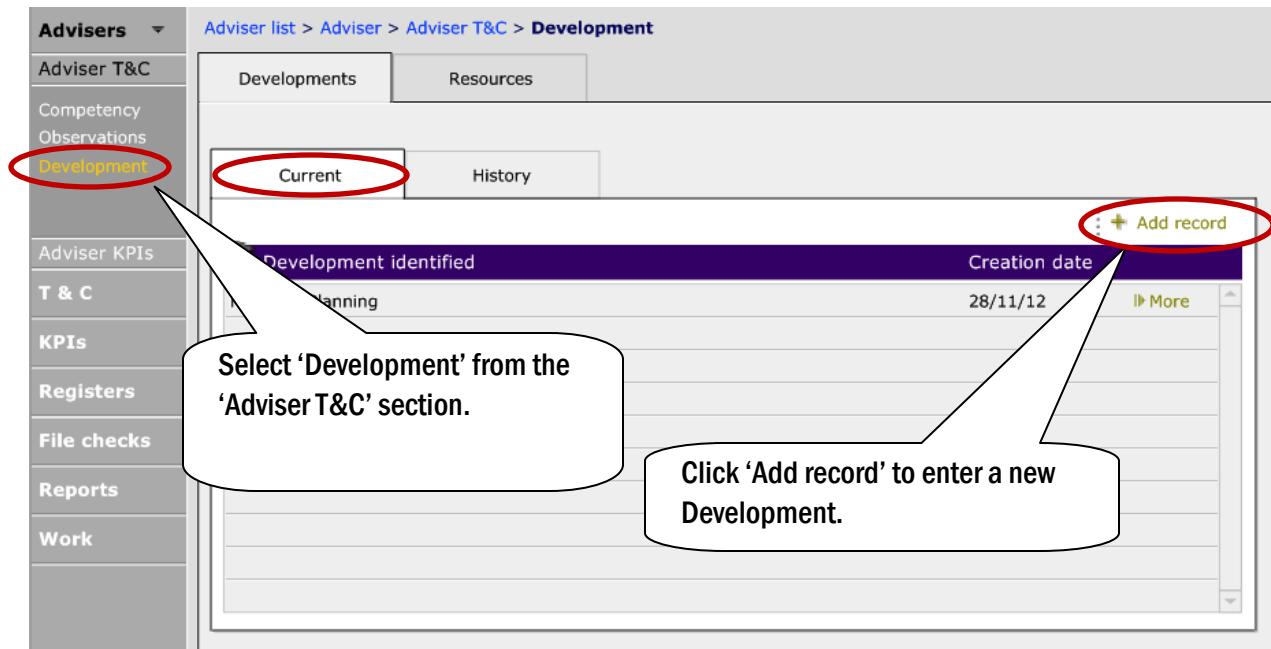 Advisers
Adviser list > Adviser > Adviser T&C > Development
Adviser T&C
Developments
Resources
Competency
Observations
Development
Current
History
+ Add record
Adviser KPIs
Development identified
Creation date
T & C
28/11/12
More
KPIs
Select ‘Development’ from the
‘Adviser T&C’ section.
Registers
File checks
Click ‘Add record’ to enter a new
Development.
Reports
Work